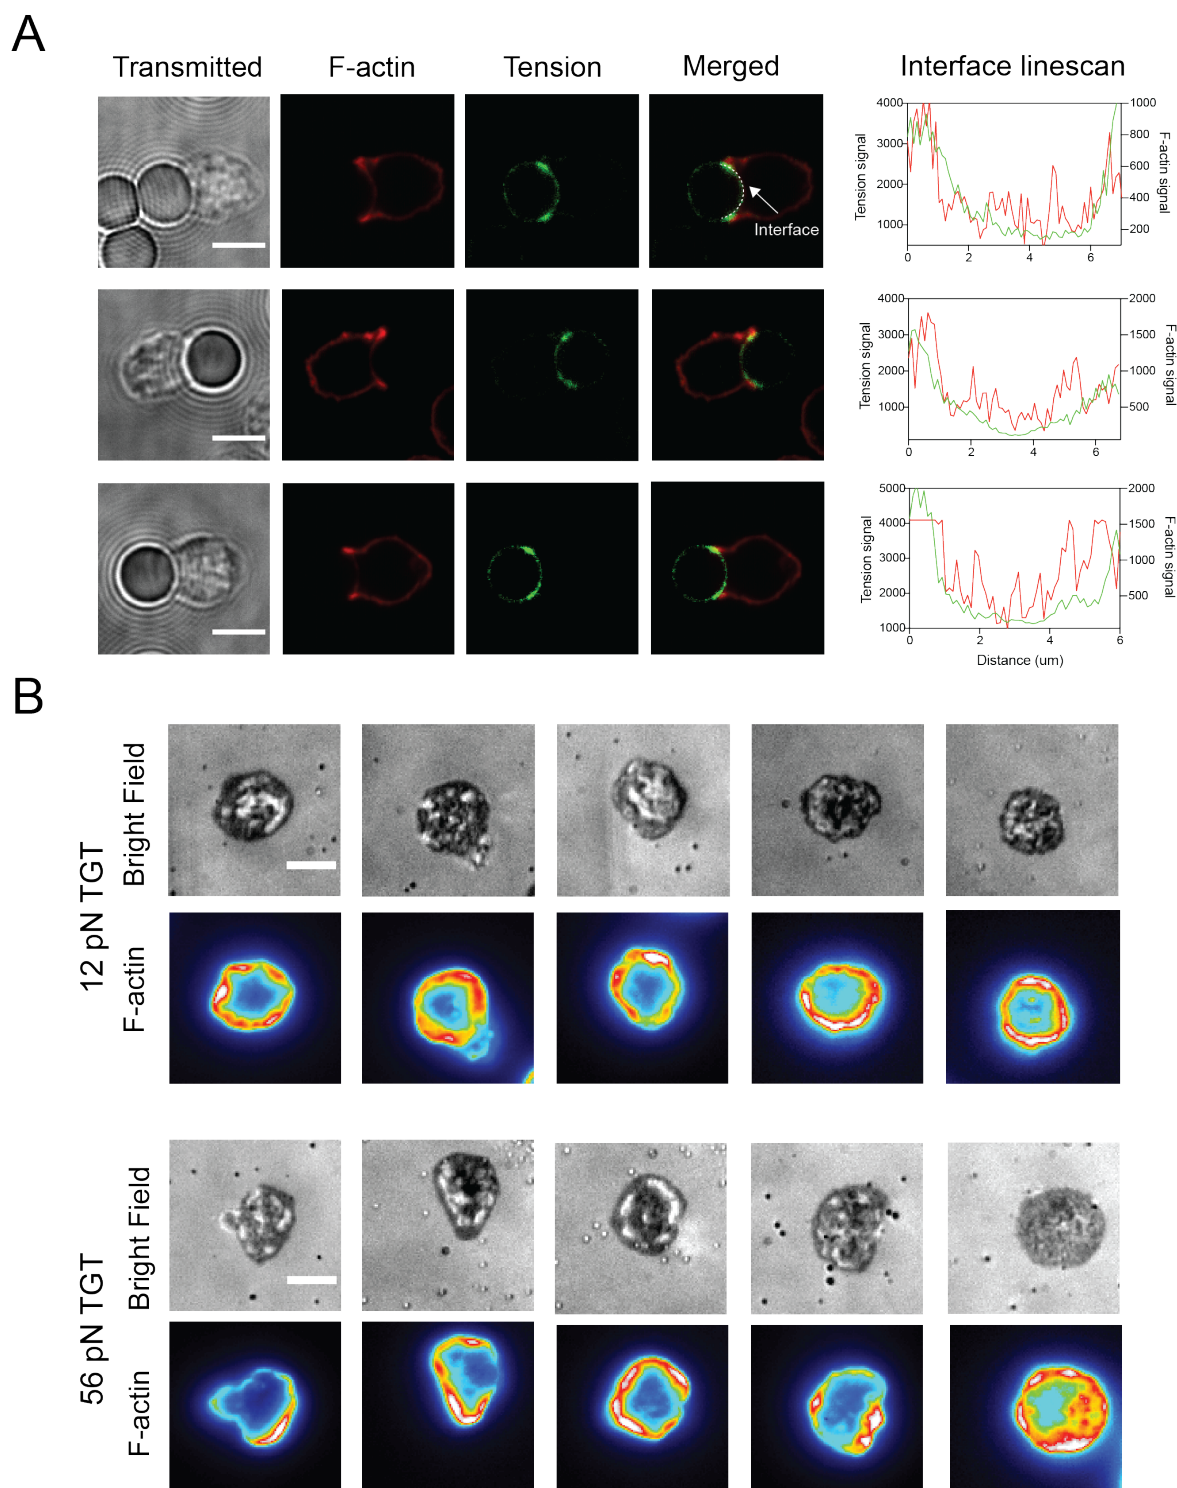 A
Transmitted
F-actin
Tension
Merged
Interface linescan
Interface
4000
3000
2000
1000
Tension signal
1000
800
600
400
200
F-actin signal
0
2
4
6
4000
3000
2000
1000
Tension signal
2000
1500
1000
500
F-actin signal
0
2
4
6
5000
4000
3000
2000
1000
Tension signal
2000
1500
1000
500
F-actin signal
0
2
4
6
Distance (um)
B
12 pN TGT
Bright Field
F-actin
56 pN TGT
Bright Field
F-actin